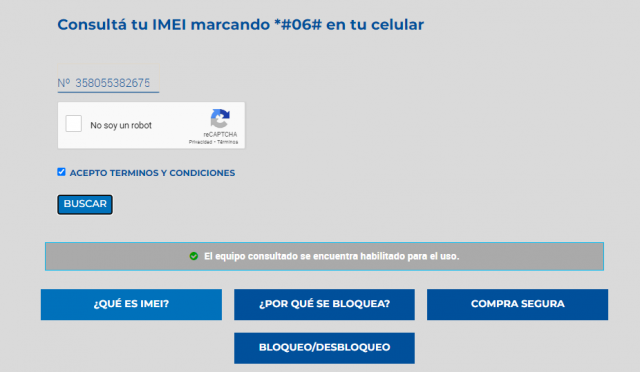 Consultá tu IMEI marcando *#06# en tu celular
Nº 358055382675
No soy un robot
reCAPTCHA
Privacidad - Términos
ACEPTO TERMINOS Y CONDICIONES
BUSCAR
El equipo consultado se encuentra habilitado para el uso.
¿QUÉ ES IMEI?
¿POR QUÉ SE BLOQUEA?
COMPRA SEGURA
BLOQUEO/DESBLOQUEO